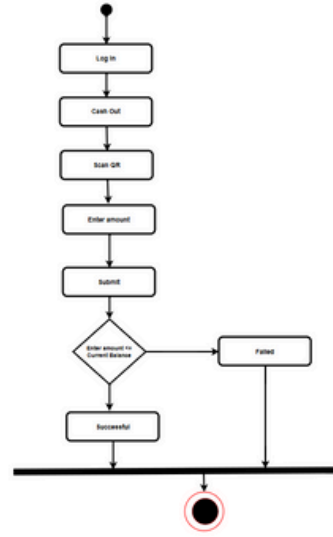 Log In
Cash Out
Scan QR
Enter amount
Submit
Enter amount <=
Current Balance
Failed
Successful